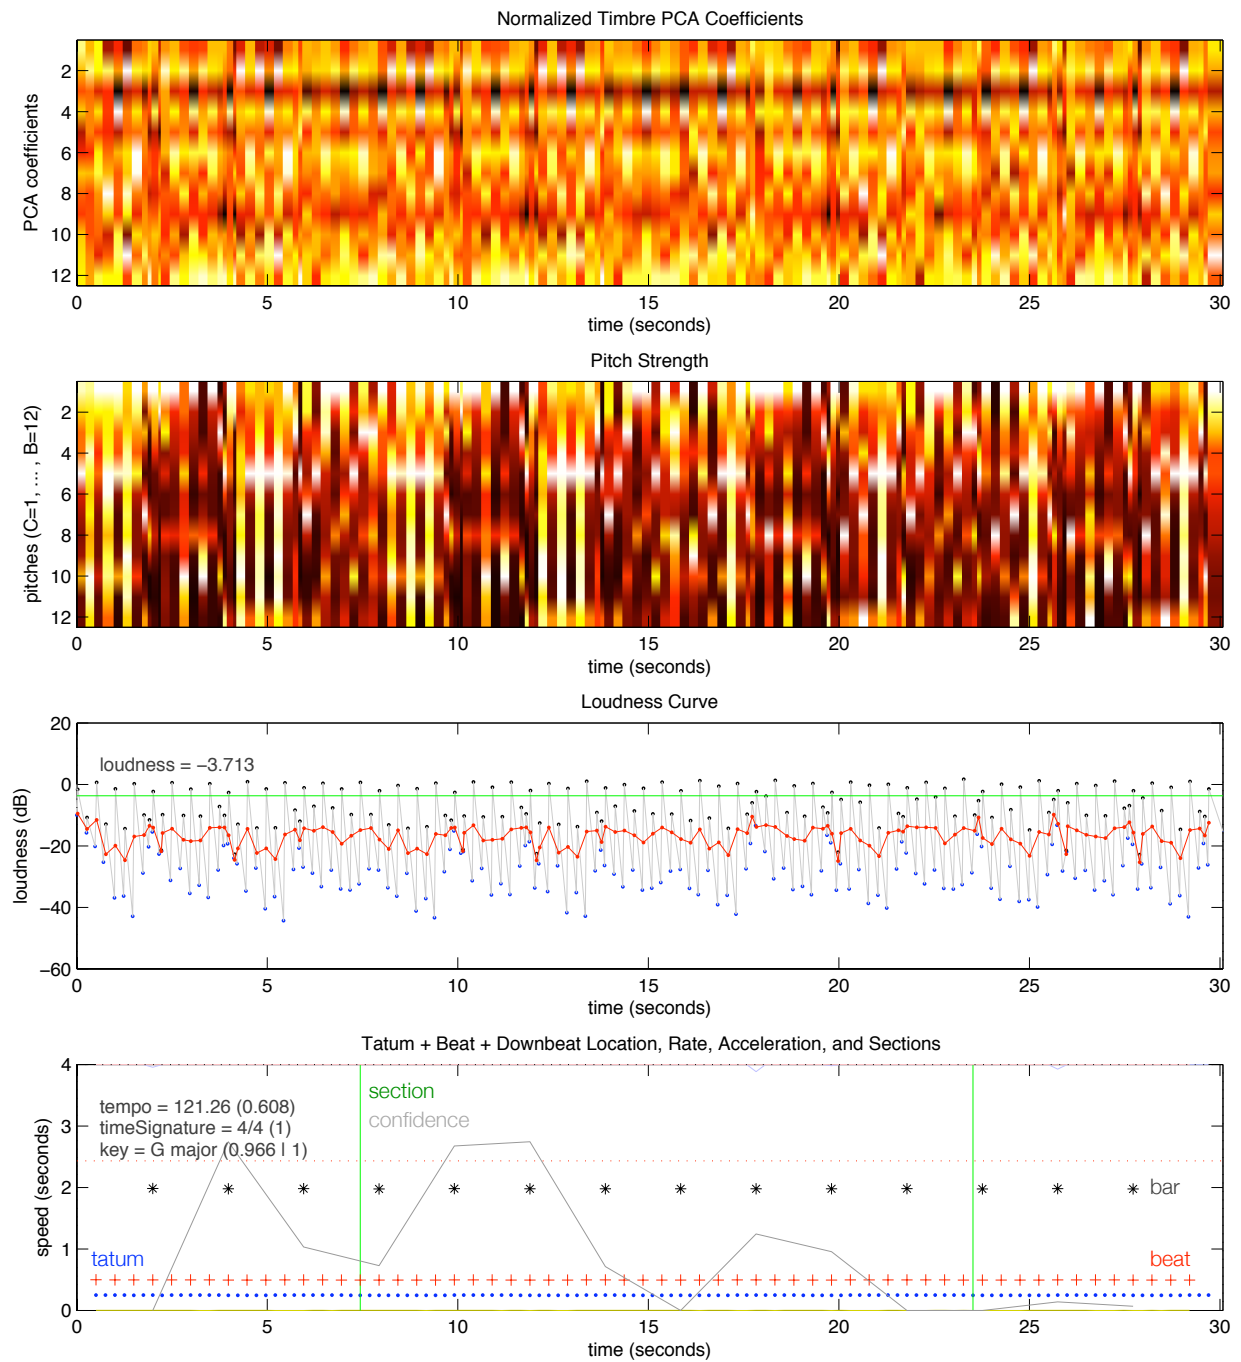 Normalized Timbre PCA Coefficients
PCA coefficients
2
4
6
8
10
12
0 5 10 15 20 25 30
time (seconds)
Pitch Strength
pitches (C=1, ... , B=12)
2
4
6
8
10
12
0 5 10 15 20 25 30
time (seconds)
Loudness Curve
loudness (dB)
20
loudness = −3.713
0
−20
−40
−60
0 5 10 15 20 25 30
time (seconds)
Tatum + Beat + Downbeat Location, Rate, Acceleration, and Sections
speed (seconds)
4
section
tempo = 121.26 (0.608)
confidence
timeSignature = 4/4 (1)
3
key = G major (0.966 | 1)
2
bar
tatum
beat
1
0
0 5 10 15 20 25 30
time (seconds)